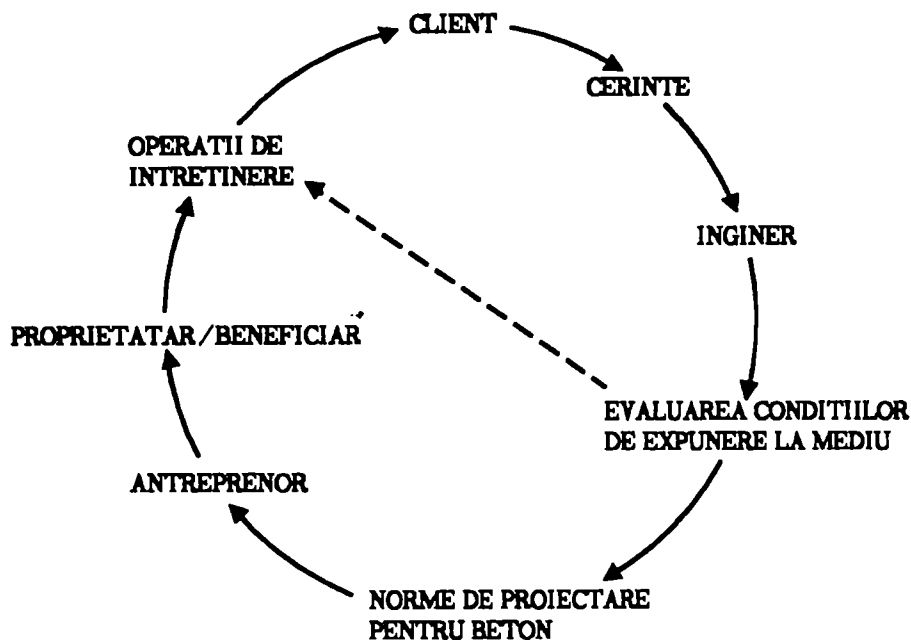 CLIENT
CERINTE
OPERATII DE
INTRETINERE
INGINER
PROPRIETATAR/BENEFICIAR
EVALUAREA CONDITIILOR
DE EXPUNERE LA MEDIU
ANTREPRENOR
NORME DE PROIECTARE
PENTRU BETON